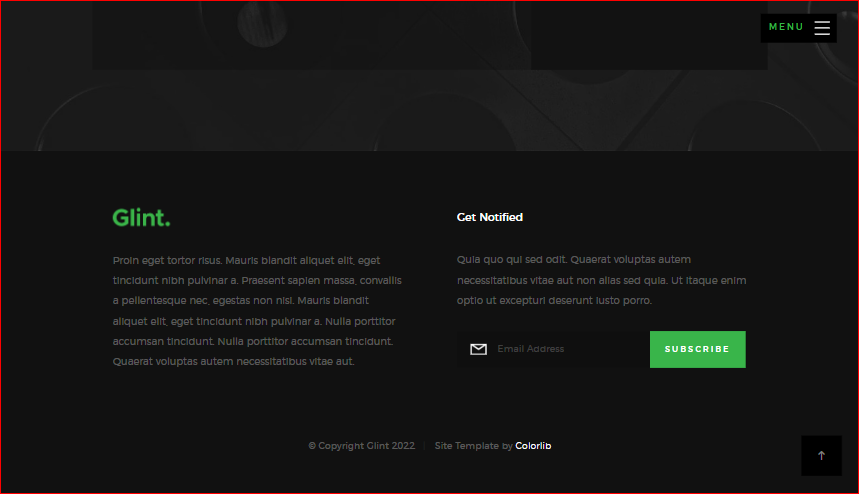 MENU
Glint.
Proin eget tortor risus. Mauris blandit aliquet elit, eget
tincidunt nibh pulvinar a. Praesent sapien massa, convallis
a pellentesque nec, egestas non nisi. Mauris blandit
aliquet elit, eget tincidunt nibh pulvinar a. Nulla porttitor
accumsan tincidunt. Nulla porttitor accumsan tincidunt.
Quaerat voluptas autem necessitatibus vitae aut.
Get Notified
Quia quo qui sed odit. Quaerat voluptas autem
necessitatibus vitae aut non alias sed quia. Ut itaque enim
optio ut excepturi deserunt iusto porro.
Email Address
SUBSCRIBE
© Copyright Glint 2022
Site Template by Colorlib